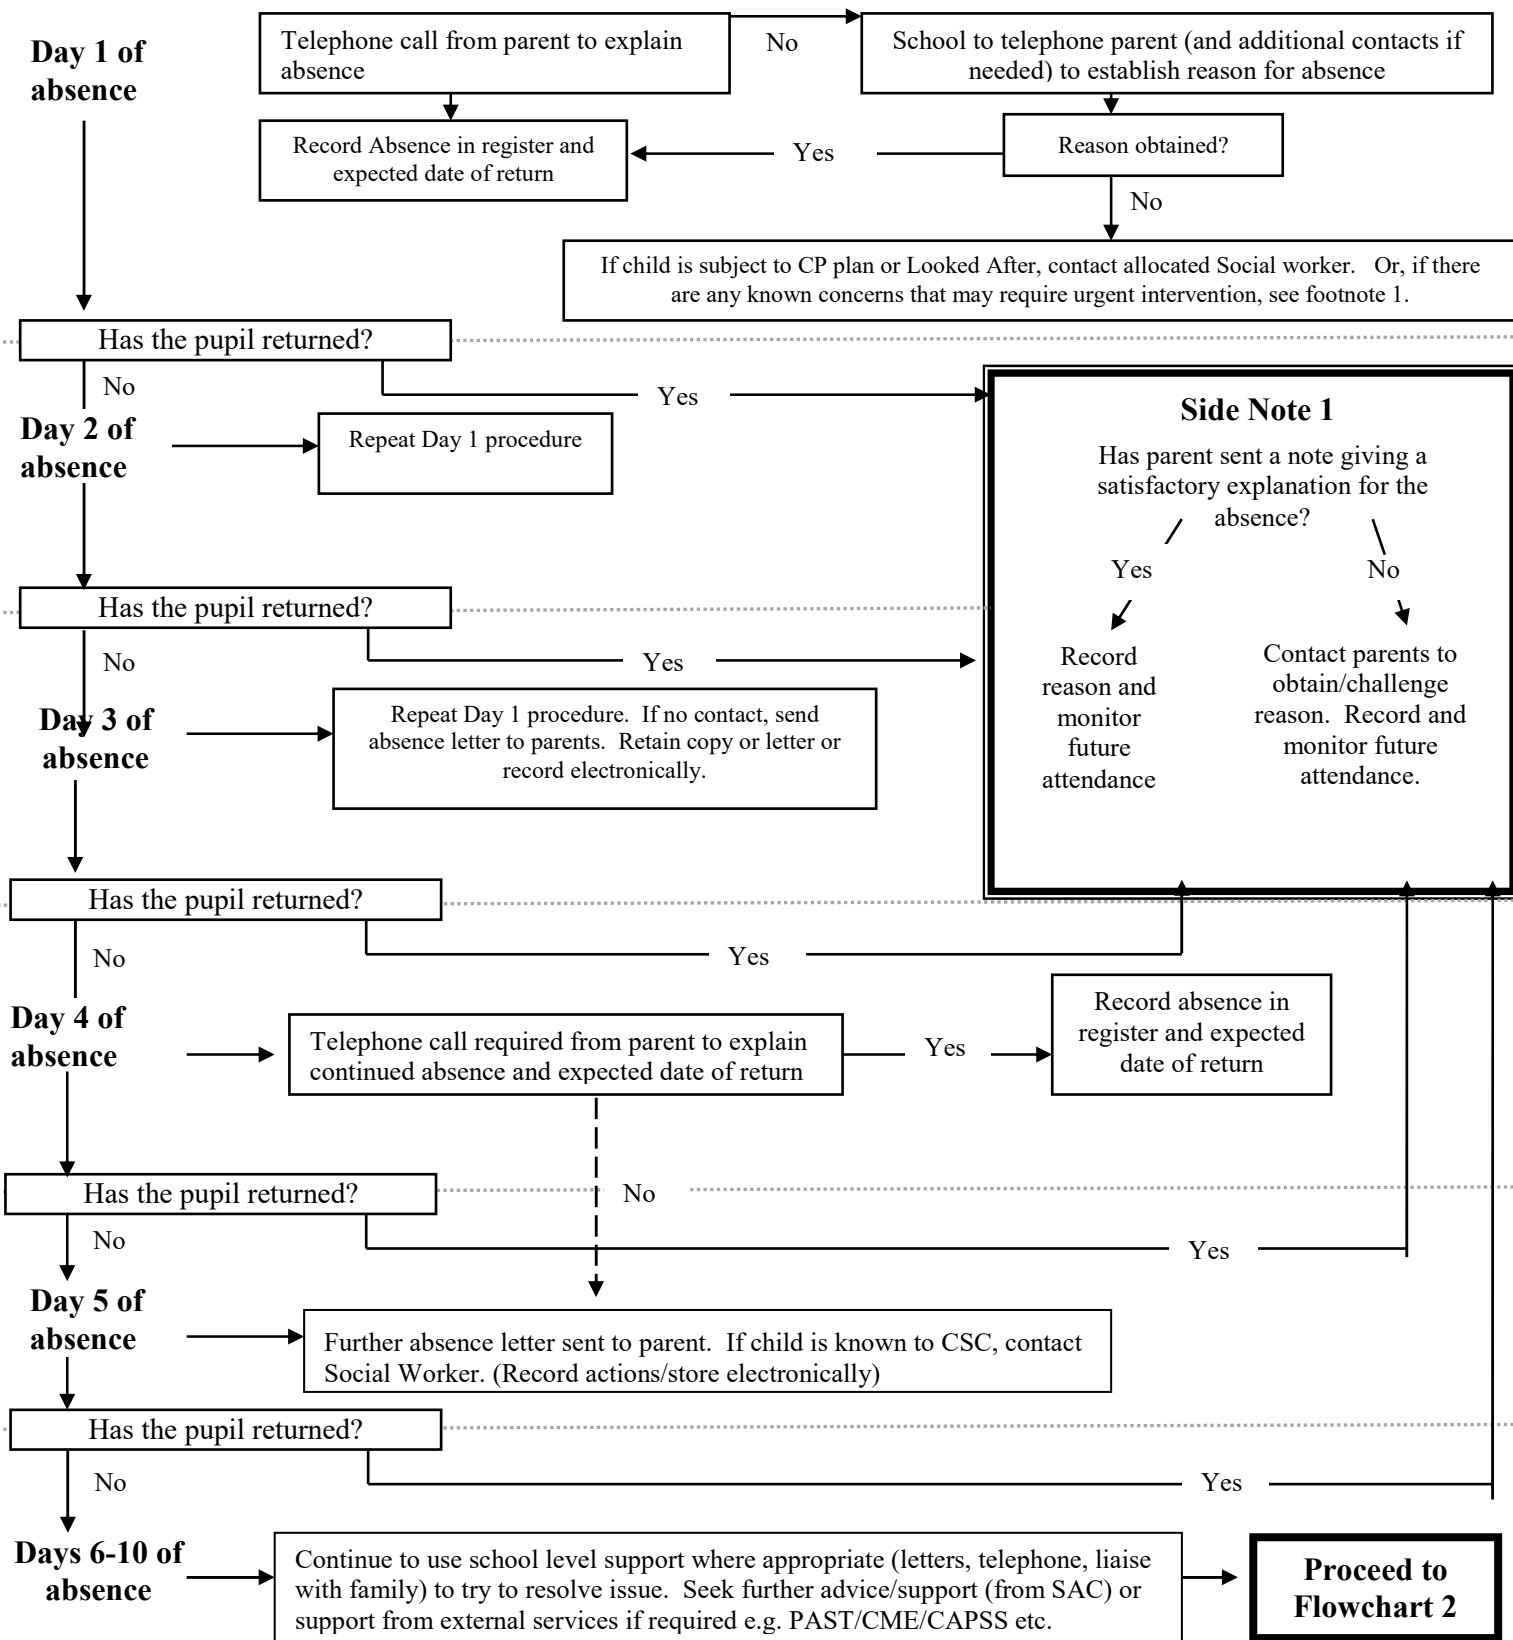 Day 1 of
absence
Telephone call from parent to explain
absence
No
School to telephone parent (and additional contacts if
needed) to establish reason for absence
Record Absence in register and
expected date of return
Yes
Reason obtained?
No
If child is subject to CP plan or Looked After, contact allocated Social worker. Or, if there
are any known concerns that may require urgent intervention, see footnote 1.
Has the pupil returned?
No
Yes
Day 2 of
absence
Repeat Day 1 procedure
Side Note 1
Has parent sent a note giving a
satisfactory explanation for the
absence?
Yes
No
Record
reason and
monitor
future
attendance
Contact parents to
obtain/challenge
reason. Record and
monitor future
attendance.
Has the pupil returned?
No
Yes
Day 3 of
absence
Repeat Day 1 procedure. If no contact, send
absence letter to parents. Retain copy or letter or
record electronically.
Has the pupil returned?
No
Yes
Day 4 of
absence
Telephone call required from parent to explain
continued absence and expected date of return
Yes
Record absence in
register and expected
date of return
No
Has the pupil returned?
No
Yes
Day 5 of
absence
Further absence letter sent to parent. If child is known to CSC, contact
Social Worker. (Record actions/store electronically)
Has the pupil returned?
No
Yes
Days 6-10 of
absence
Continue to use school level support where appropriate (letters, telephone, liaise
with family) to try to resolve issue. Seek further advice/support (from SAC) or
support from external services if required e.g. PAST/CME/CAPSS etc.
Proceed to
Flowchart 2